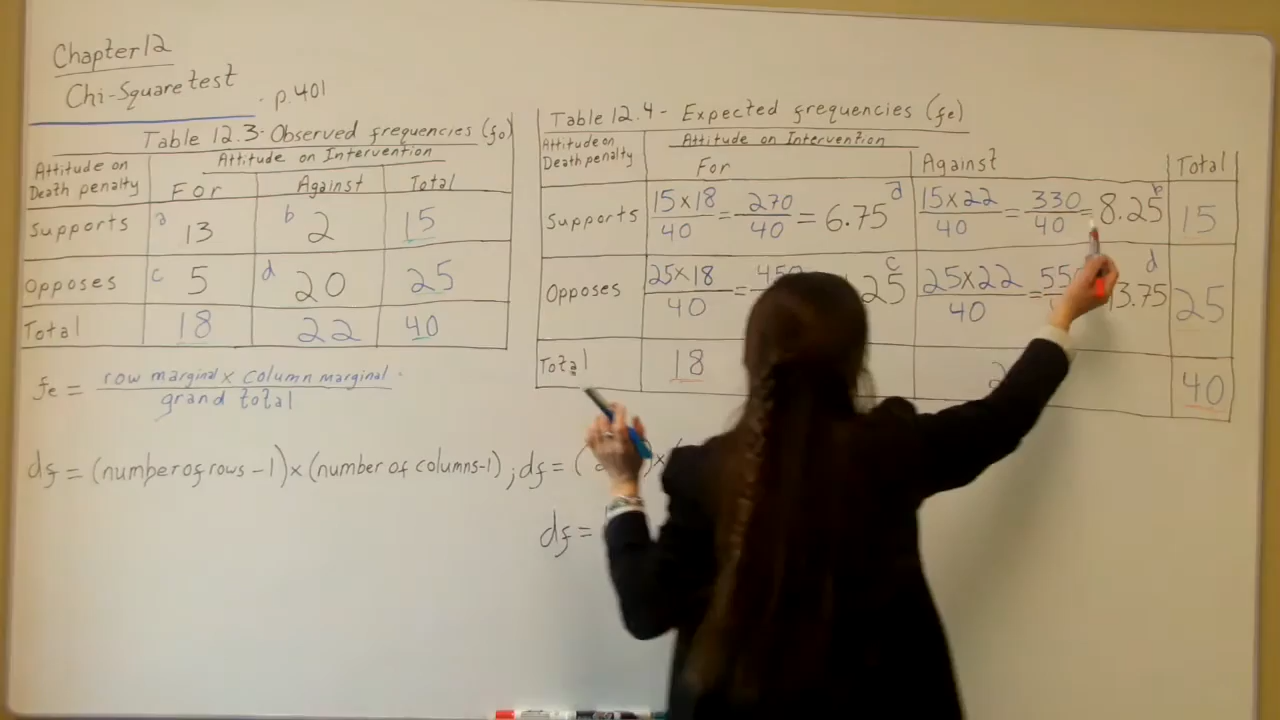 Chapter 12
Chi-Square test
. p.401
Table 12.3- Observed frequencies (fo)
Attitude on Death penalty
Attitude on Intervention
For Against Total
Supports a 13 b 2 15
Opposes c 5 d 20 25
Total 18 22 40
fe = row marginal x column marginal
grand total
df = (number of rows -1) x (number of columns-1) ; df = (
df =
Table 12.4- Expected frequencies (fe)
Attitude on Death penalty
Attitude on Intervention
For Against Total
Supports 15x18/40 = 270/40 = 6.75 a 15x22/40 = 330/40 = 8.25 b 15
Opposes 25x18/40 = 25 c 25x22/40 = 13.75 d 25
Total 18 40